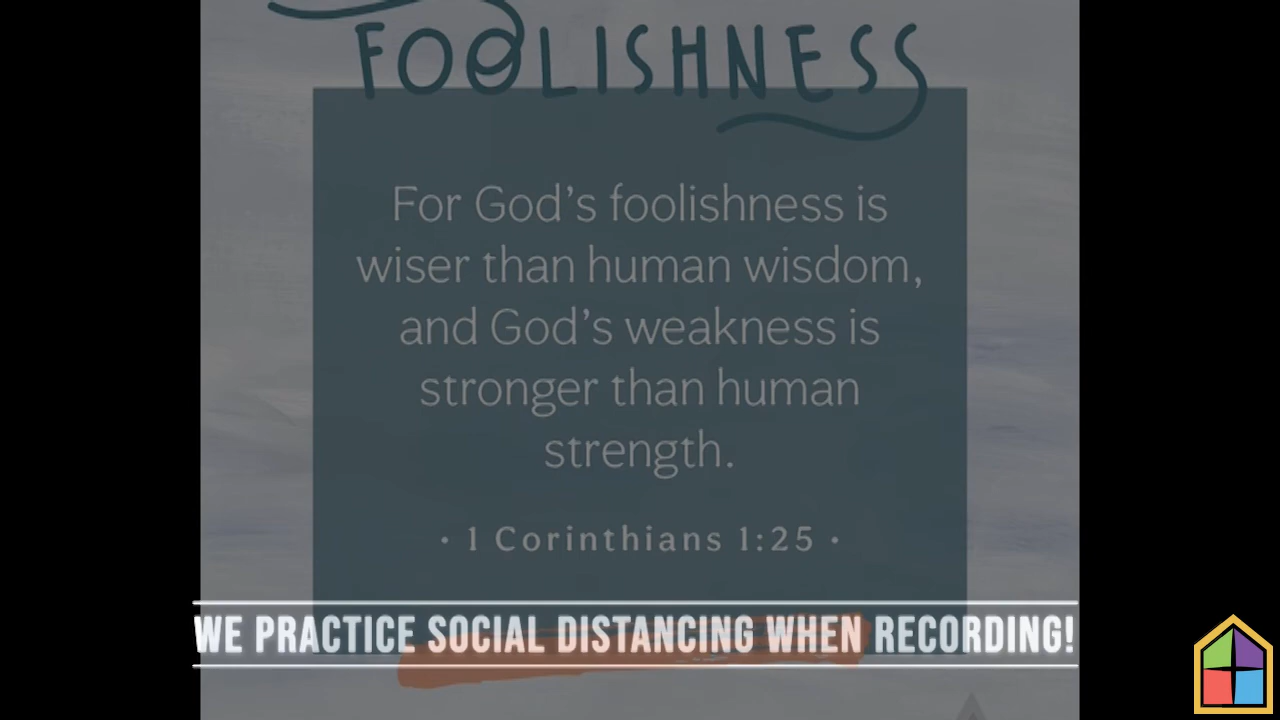 FOOLISHNESS
For God's foolishness is
wiser than human wisdom,
and God's weakness is
stronger than human
strength.
· 1 Corinthians 1:25 ·
WE PRACTICE SOCIAL DISTANCING WHEN RECORDING!